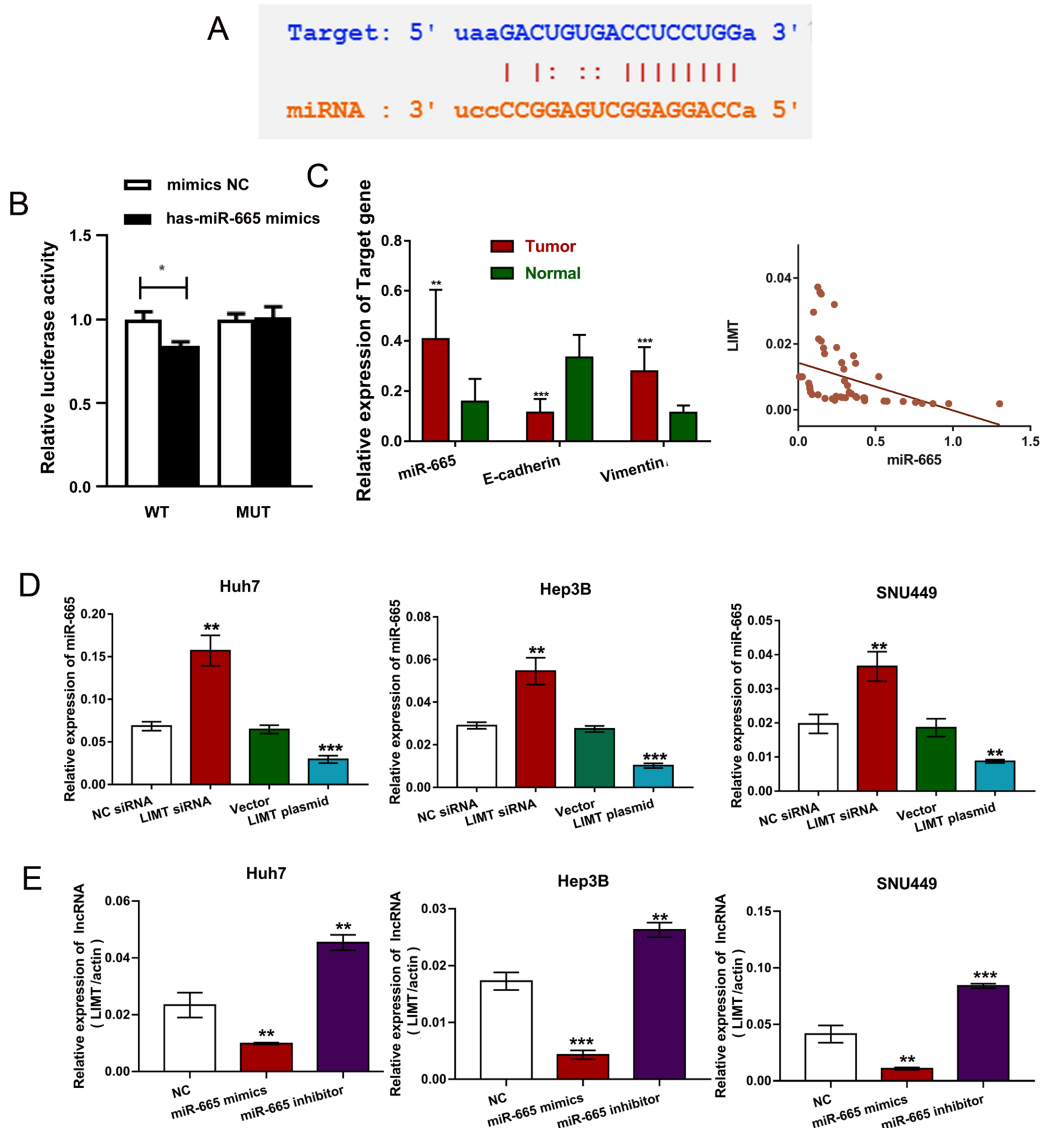 A
Target: 5' uaaGACUGUGACCUCCUGGa 3'
| |: :: ||||||||
miRNA : 3' uccCCGGAGUCGGAGGACCa 5'
B
mimics NC
has-miR-665 mimics
Relative luciferase activity
1.5
1.0
0.5
0.0
*
WT
MUT
C
Relative expression of Target gene
0.8
0.6
0.4
0.2
0.0
Tumor
Normal
**
***
***
miR-665
E-cadherin
Vimentin
LIMT
0.04
0.02
0.00
0.0
0.5
1.0
1.5
miR-665
D
Huh7
Relative expression of miR-665
0.20
0.15
0.10
0.05
0.00
**
***
NC siRNA
LIMT siRNA
Vector
LIMT plasmid
Hep3B
Relative expression of miR-665
0.08
0.06
0.04
0.02
0.00
**
***
NC siRNA
LIMT siRNA
Vector
LIMT plasmid
SNU449
Relative expression of miR-665
0.05
0.04
0.03
0.02
0.01
0.00
**
**
NC siRNA
LIMT siRNA
Vector
LIMT plasmid
E
Huh7
Relative expression of lncRNA
( LIMT /actin )
0.06
0.04
0.02
0.00
**
**
NC
miR-665 mimics
miR-665 inhibitor
Hep3B
Relative expression of lncRNA
( LIMT /actin )
0.03
0.02
0.01
0.00
***
**
NC
miR-665 mimics
miR-665 inhibitor
SNU449
Relative expression of lncRNA
( LIMT /actin )
0.15
0.10
0.05
0.00
**
***
NC
miR-665 mimics
miR-665 inhibitor